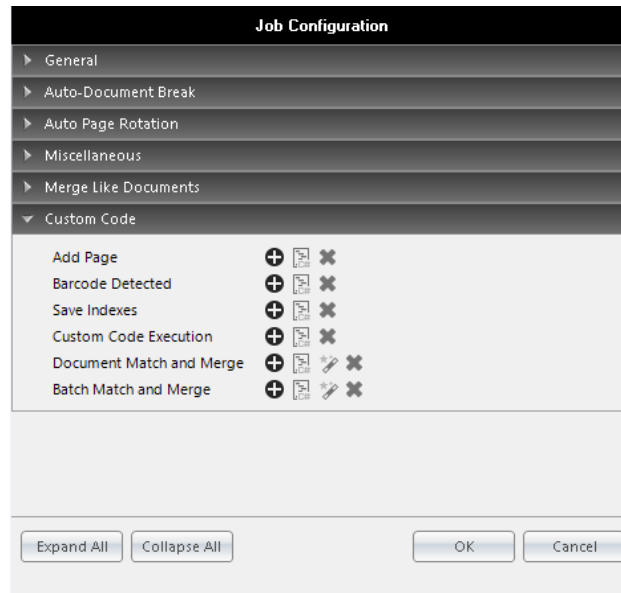 Job Configuration
General
Auto-Document Break
Auto Page Rotation
Miscellaneous
Merge Like Documents
Custom Code
Add Page
Barcode Detected
Save Indexes
Custom Code Execution
Document Match and Merge
Batch Match and Merge
Expand All Collapse All OK Cancel